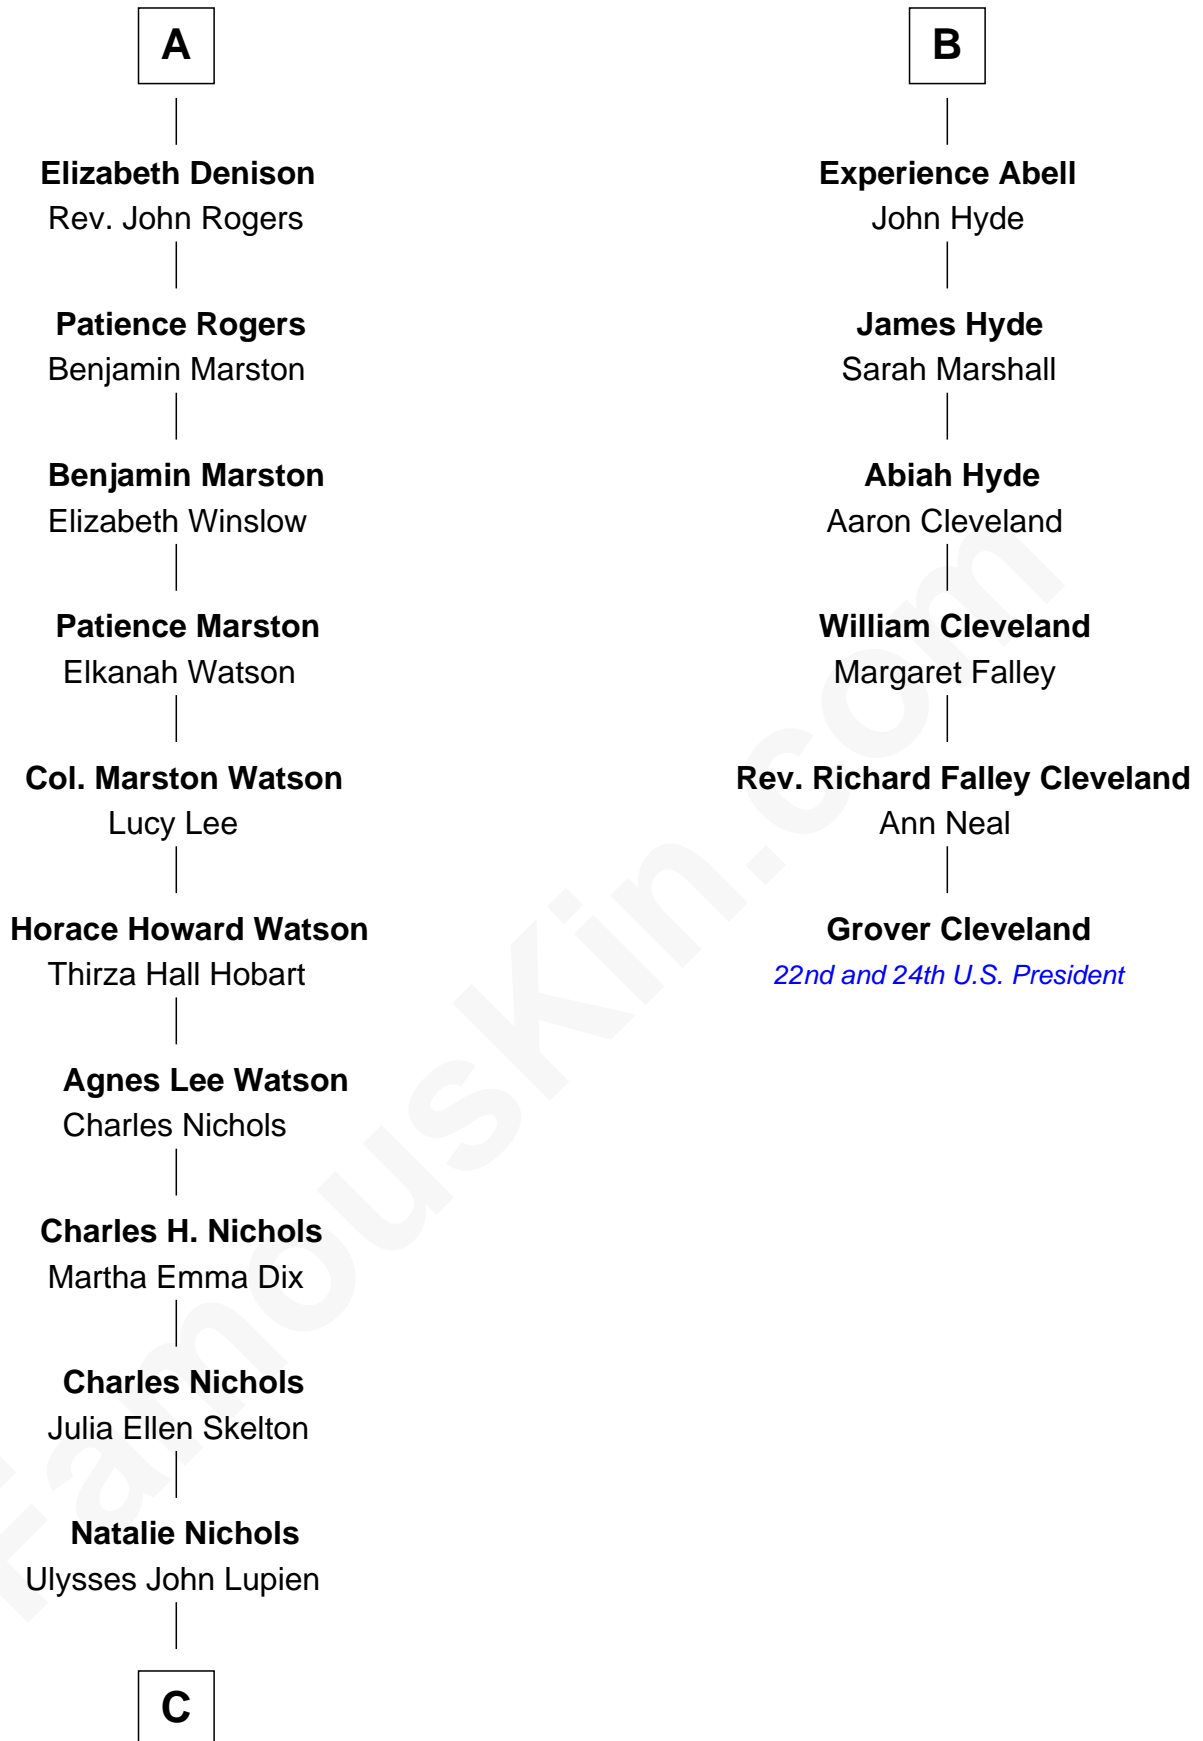 A
Elizabeth Denison
Rev. John Rogers
Patience Rogers
Benjamin Marston
Benjamin Marston
Elizabeth Winslow
Patience Marston
Elkanah Watson
Col. Marston Watson
Lucy Lee
Horace Howard Watson
Thirza Hall Hobart
Agnes Lee Watson
Charles Nichols
Charles H. Nichols
Martha Emma Dix
Charles Nichols
Julia Ellen Skelton
Natalie Nichols
Ulysses John Lupien
C
B
Experience Abell
John Hyde
James Hyde
Sarah Marshall
Abiah Hyde
Aaron Cleveland
William Cleveland
Margaret Falley
Rev. Richard Falley Cleveland
Ann Neal
Grover Cleveland
22nd and 24th U.S. President
FamousKin.com